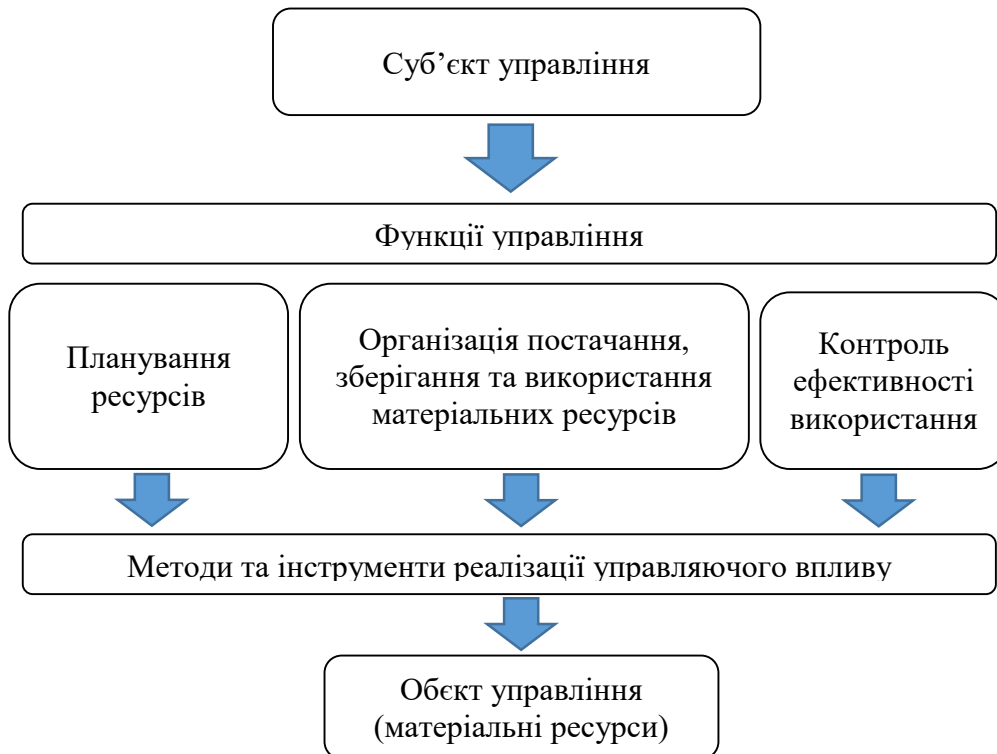 Суб’єкт управління
Функції управління
Планування
ресурсів
Організація постачання,
зберігання та використання
матеріальних ресурсів
Контроль
ефективності
використання
Методи та інструменти реалізації управляючого впливу
Обєкт управління
(матеріальні ресурси)